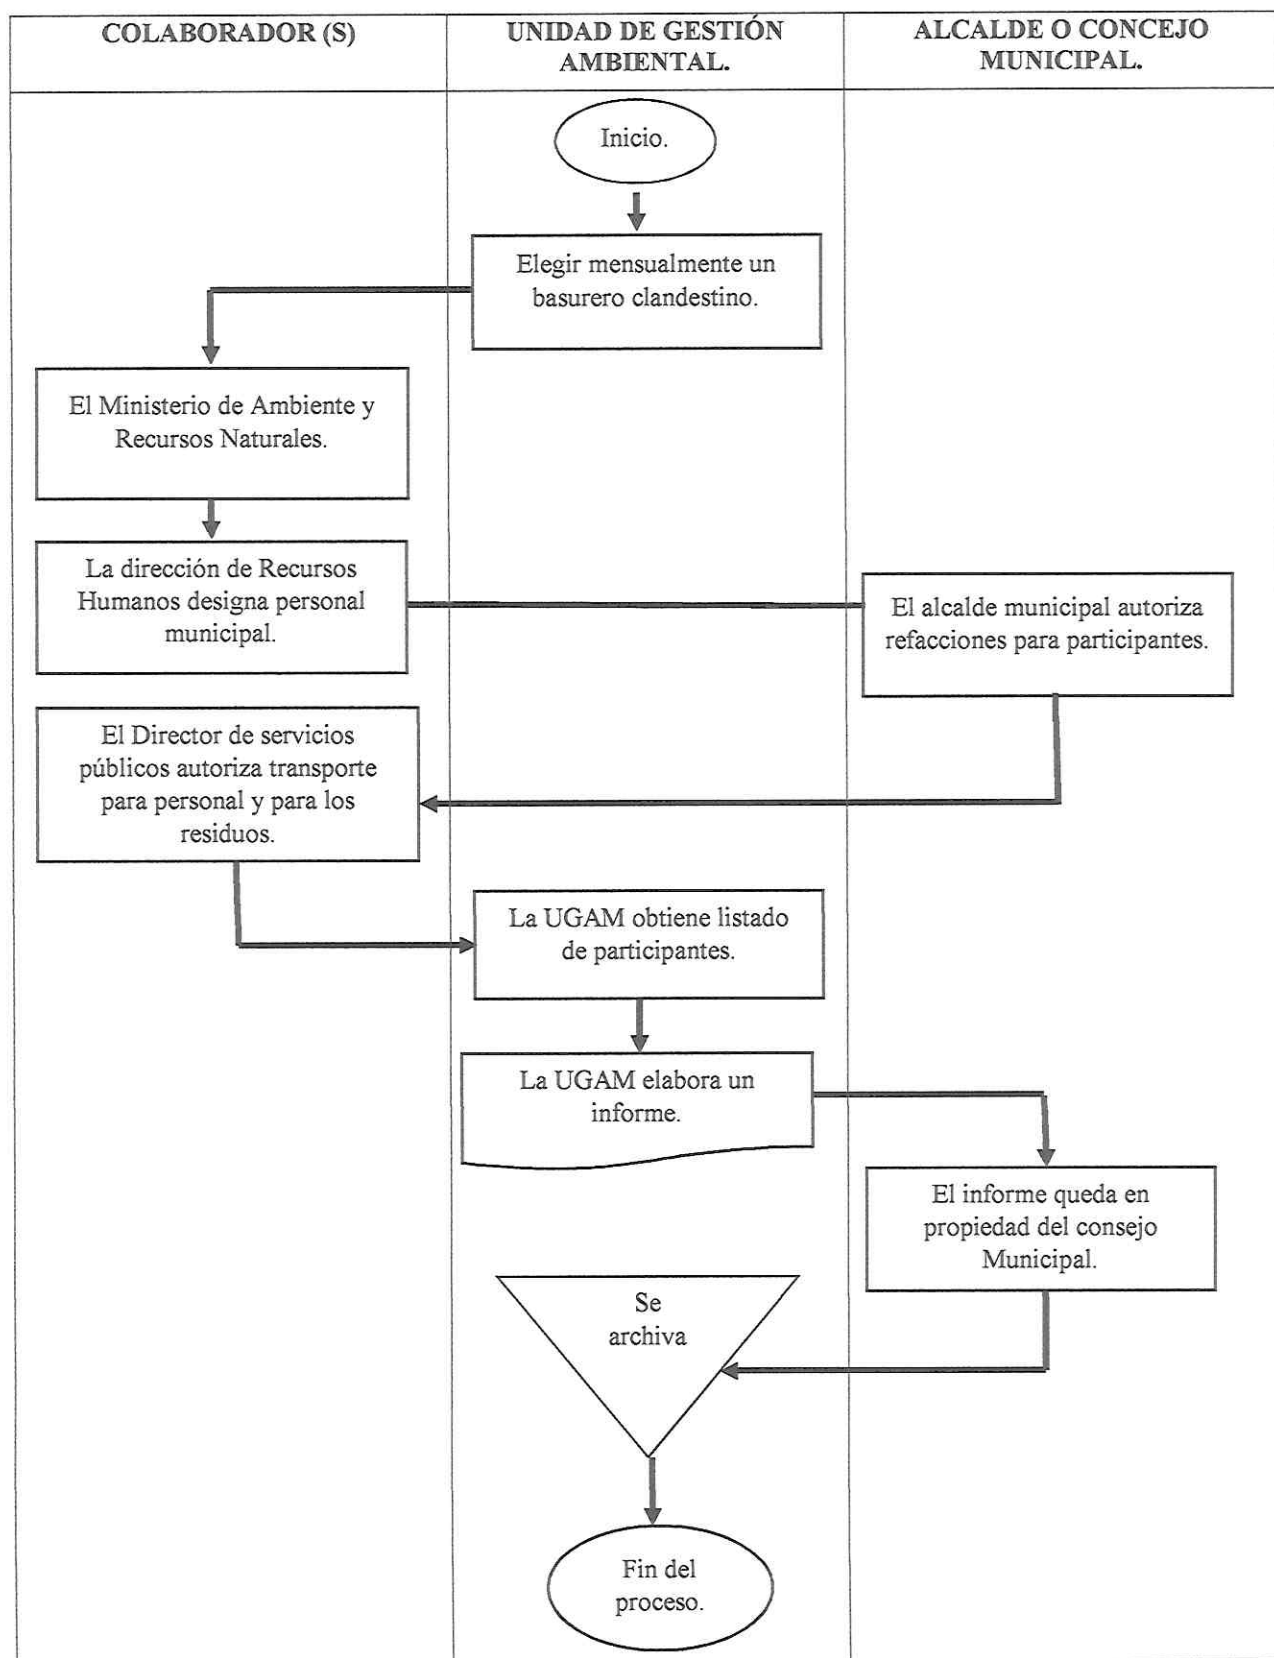 COLABORADOR (S)
UNIDAD DE GESTIÓN
AMBIENTAL.
ALCALDE O CONCEJO
MUNICIPAL.
Inicio.
Elegir mensualmente un
basurero clandestino.
El Ministerio de Ambiente y
Recursos Naturales.
La dirección de Recursos
Humanos designa personal
municipal.
El alcalde municipal autoriza
refacciones para participantes.
El Director de servicios
públicos autoriza transporte
para personal y para los
residuos.
La UGAM obtiene listado
de participantes.
La UGAM elabora un
informe.
El informe queda en
propiedad del consejo
Municipal.
Se
archiva
Fin del
proceso.